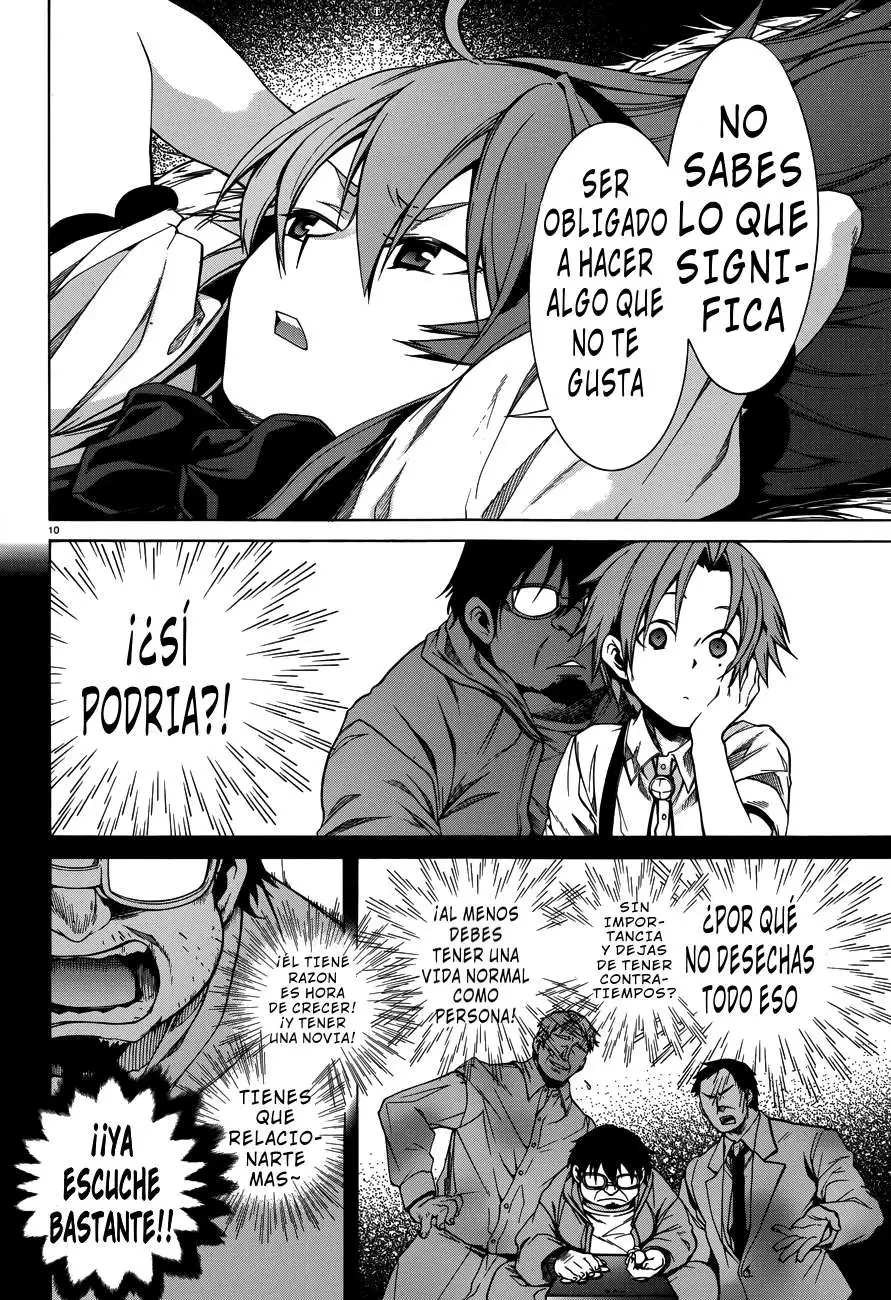 NO
SABES
LO QUE
SIGNI-
FICA
SER
OBLIGADO
A HACER
ALGO QUE
NO TE
GUSTA
10
¡¿SÍ
PODRIA?!
¿POR QUÉ
NO DESECHAS
TODO ESO
SIN
IMPOR-
TANCIA
Y DEJAS
DE TENER
CONTRA-
TIEMPOS?
¡AL MENOS
DEBES
TENER UNA
VIDA NORMAL
COMO
PERSONA!
¡ÉL TIENE
RAZON
ES HORA
DE CRECER!
¡Y TENER
UNA NOVIA!
TIENES
QUE
RELACIO-
NARTE
MAS~
¡¡YA
ESCUCHE
BASTANTE!!